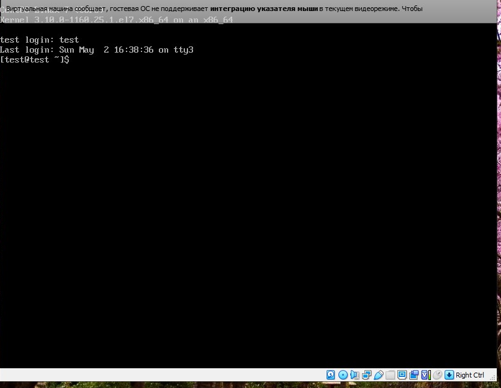 Виртуальная машина сообщает, гостевая ОС не поддерживает интеграцию указателя мыши в текущем видеорежиме. Чтобы
Kernel 3.10.0-1160.25.1.el7.x86_64 on an x86_64
test login: test
Last login: Sun May  2 16:38:36 on tty3
[test@test ~]$
Right Ctrl